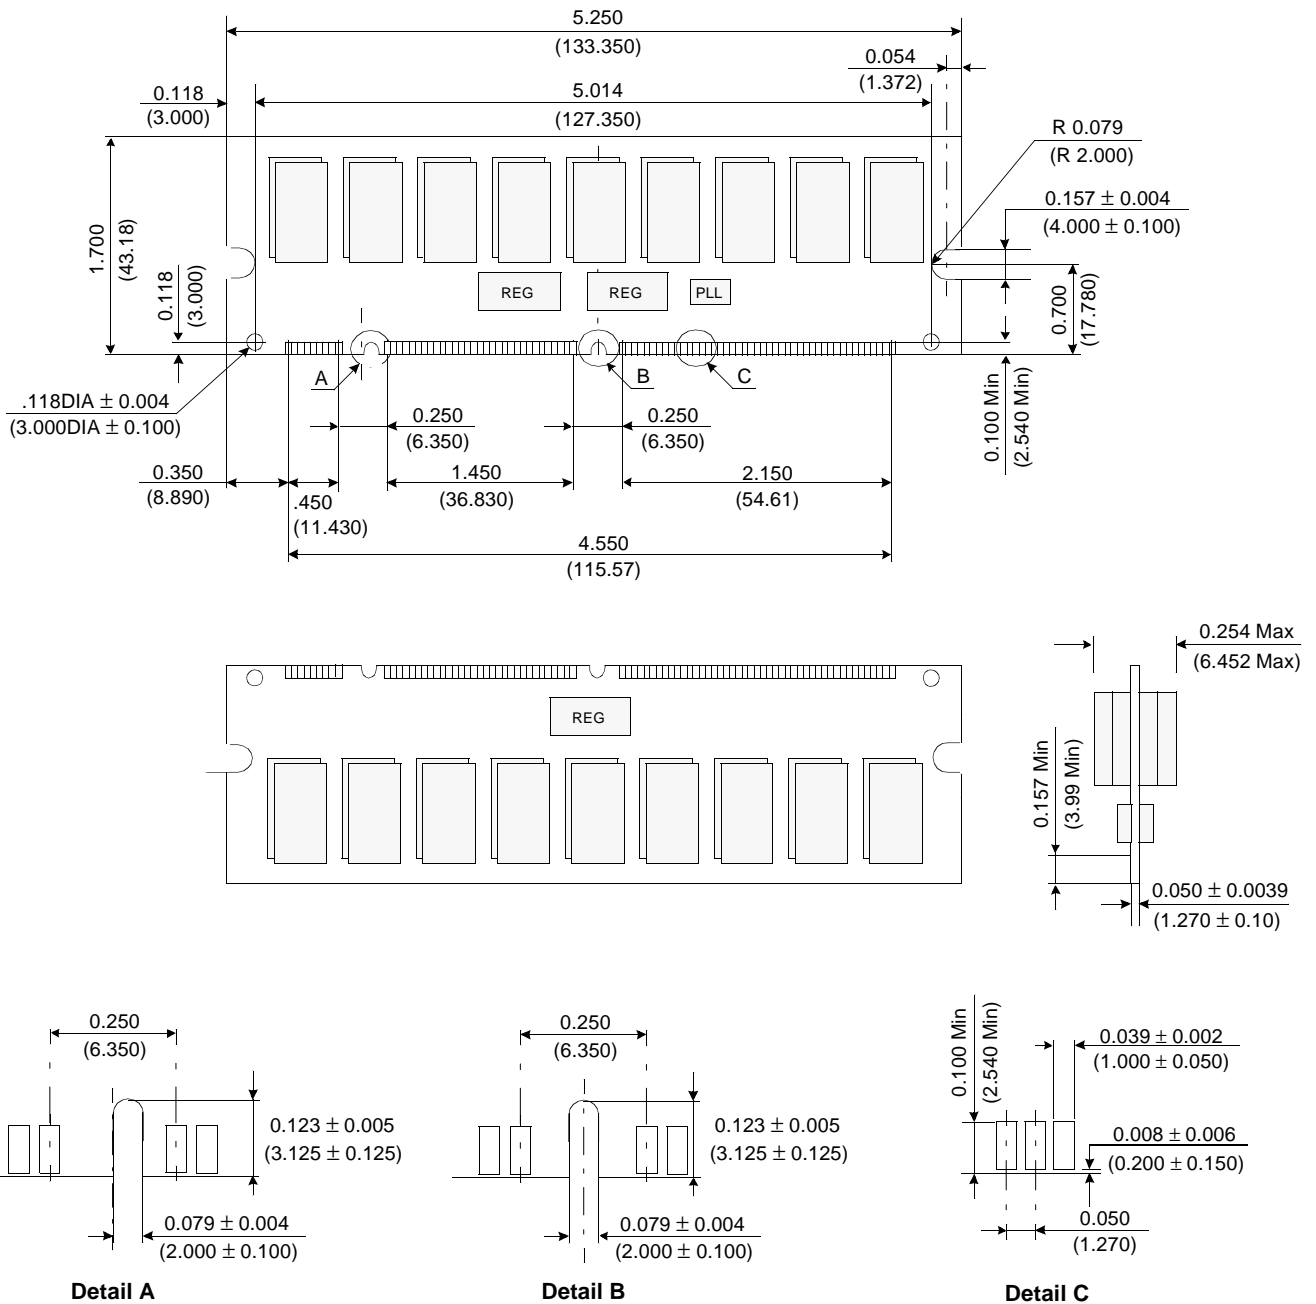 5.250
(133.350)
0.054
(1.372)
0.118
(3.000)
5.014
(127.350)
R 0.079
(R 2.000)
0.157 ± 0.004
(4.000 ± 0.100)
1.700
(43.18)
0.118
(3.000)
REG
REG
PLL
0.700
(17.780)
A
B
C
.118DIA ± 0.004
(3.000DIA ± 0.100)
0.250
(6.350)
0.250
(6.350)
0.100 Min
(2.540 Min)
0.350
(8.890)
.450
(11.430)
1.450
(36.830)
2.150
(54.61)
4.550
(115.57)
0.254 Max
(6.452 Max)
REG
0.157 Min
(3.99 Min)
0.050 ± 0.0039
(1.270 ± 0.10)
0.250
(6.350)
0.123 ± 0.005
(3.125 ± 0.125)
0.079 ± 0.004
(2.000 ± 0.100)
Detail A
0.250
(6.350)
0.123 ± 0.005
(3.125 ± 0.125)
0.079 ± 0.004
(2.000 ± 0.100)
Detail B
0.100 Min
(2.540 Min)
0.039 ± 0.002
(1.000 ± 0.050)
0.008 ± 0.006
(0.200 ± 0.150)
0.050
(1.270)
Detail C